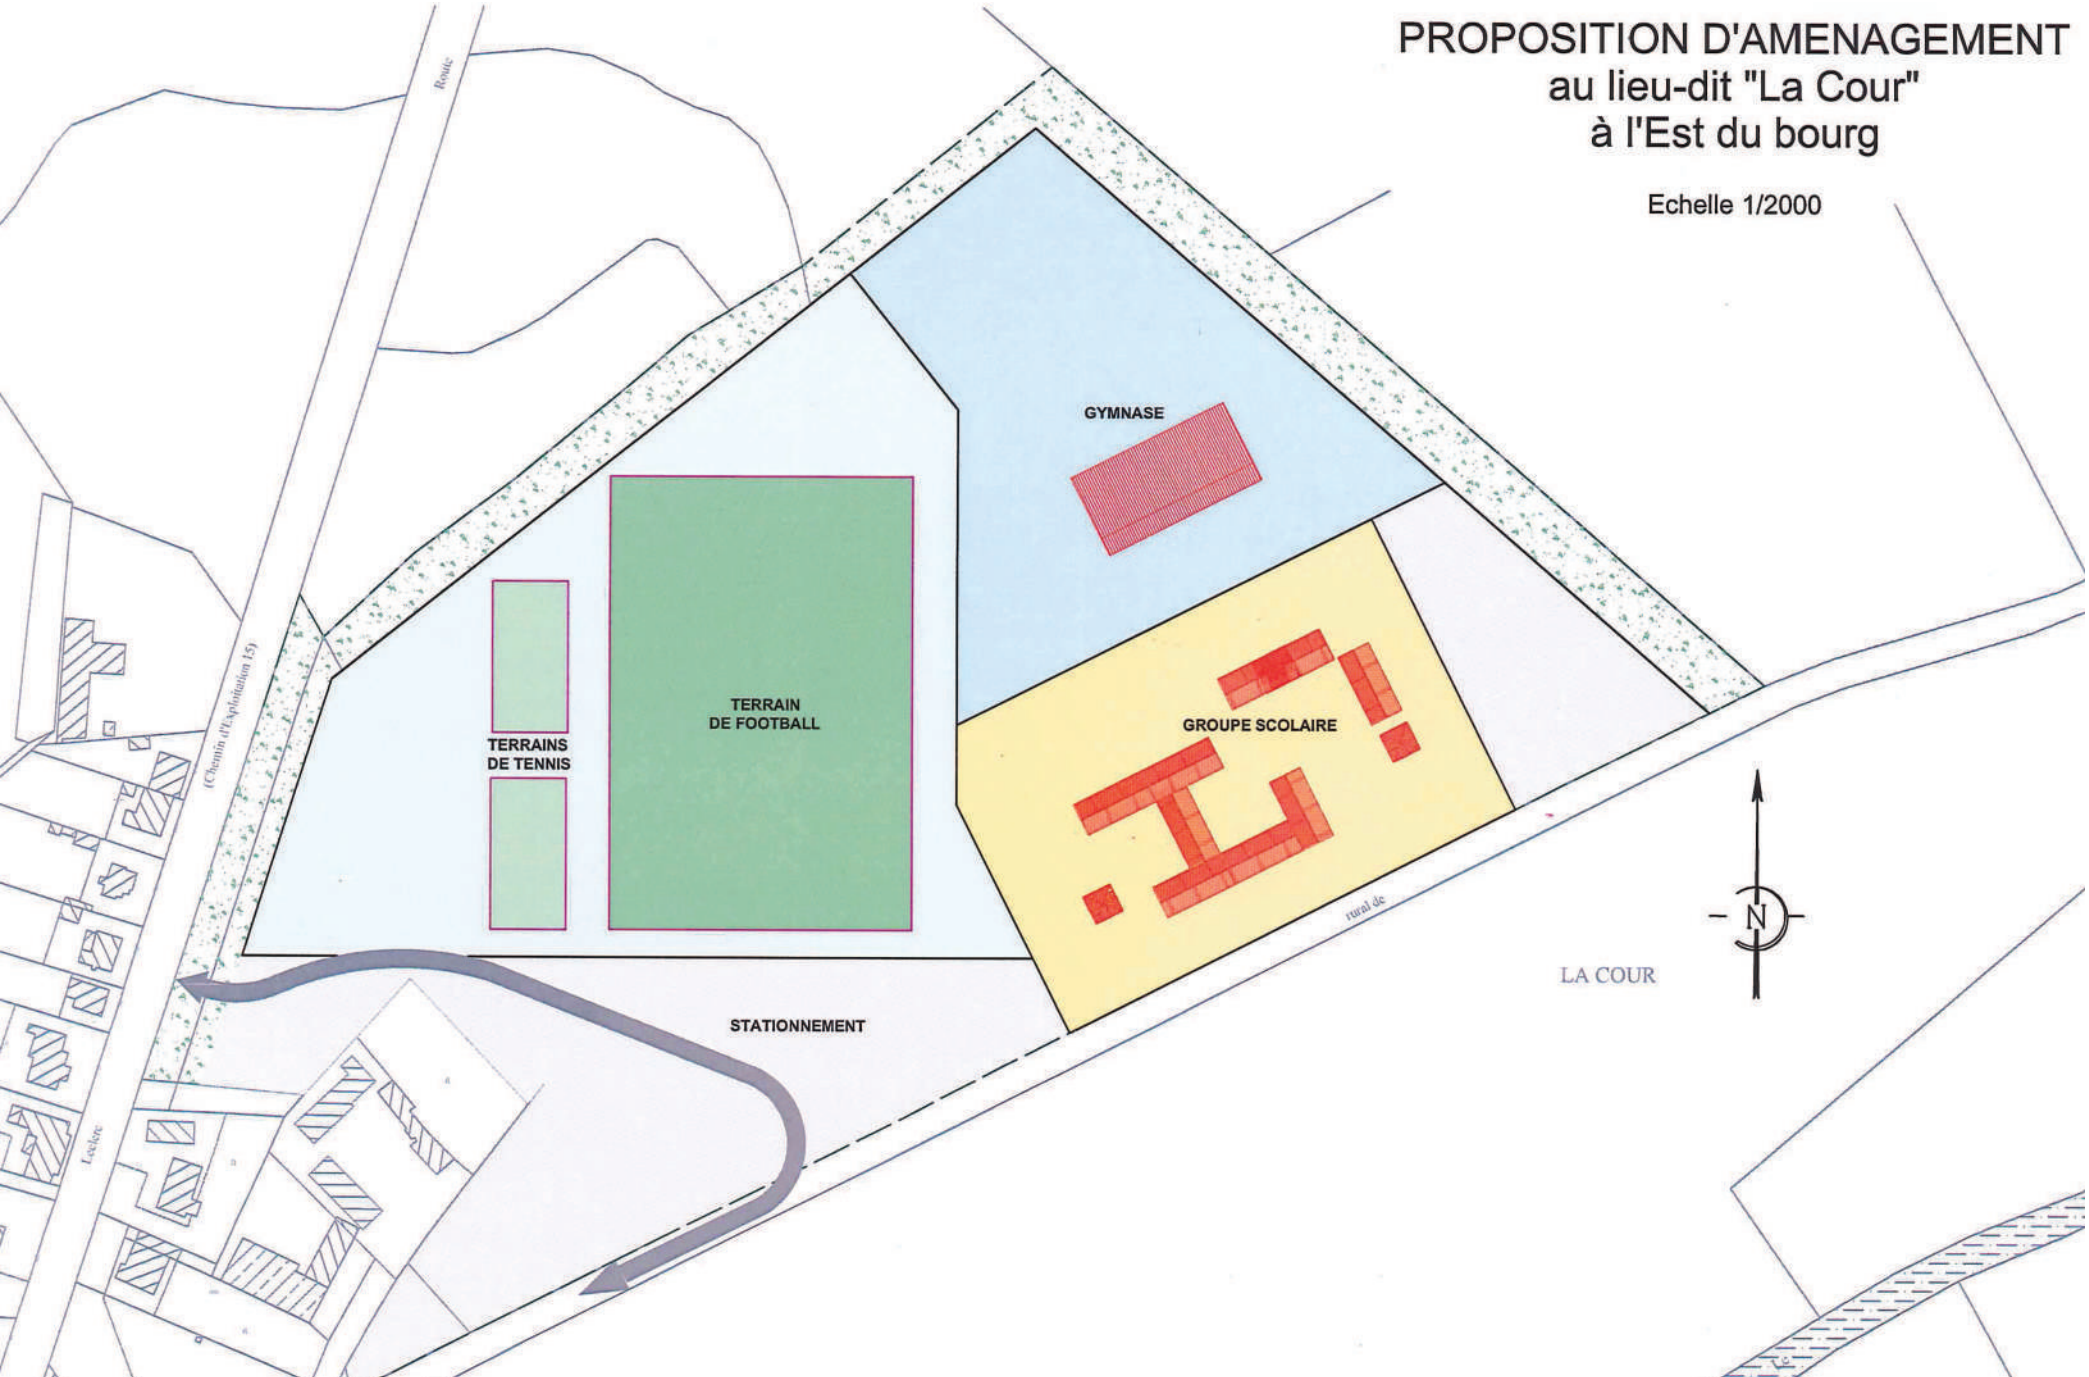 PROPOSITION D'AMENAGEMENT
au lieu-dit "La Cour"
à l'Est du bourg
Echelle 1/2000
Route
GYMNASE
(Chemin d'Exploitation 15)
TERRAIN
DE FOOTBALL
GROUPE SCOLAIRE
TERRAINS
DE TENNIS
rural de
N
LA COUR
STATIONNEMENT
Leclerc
Le